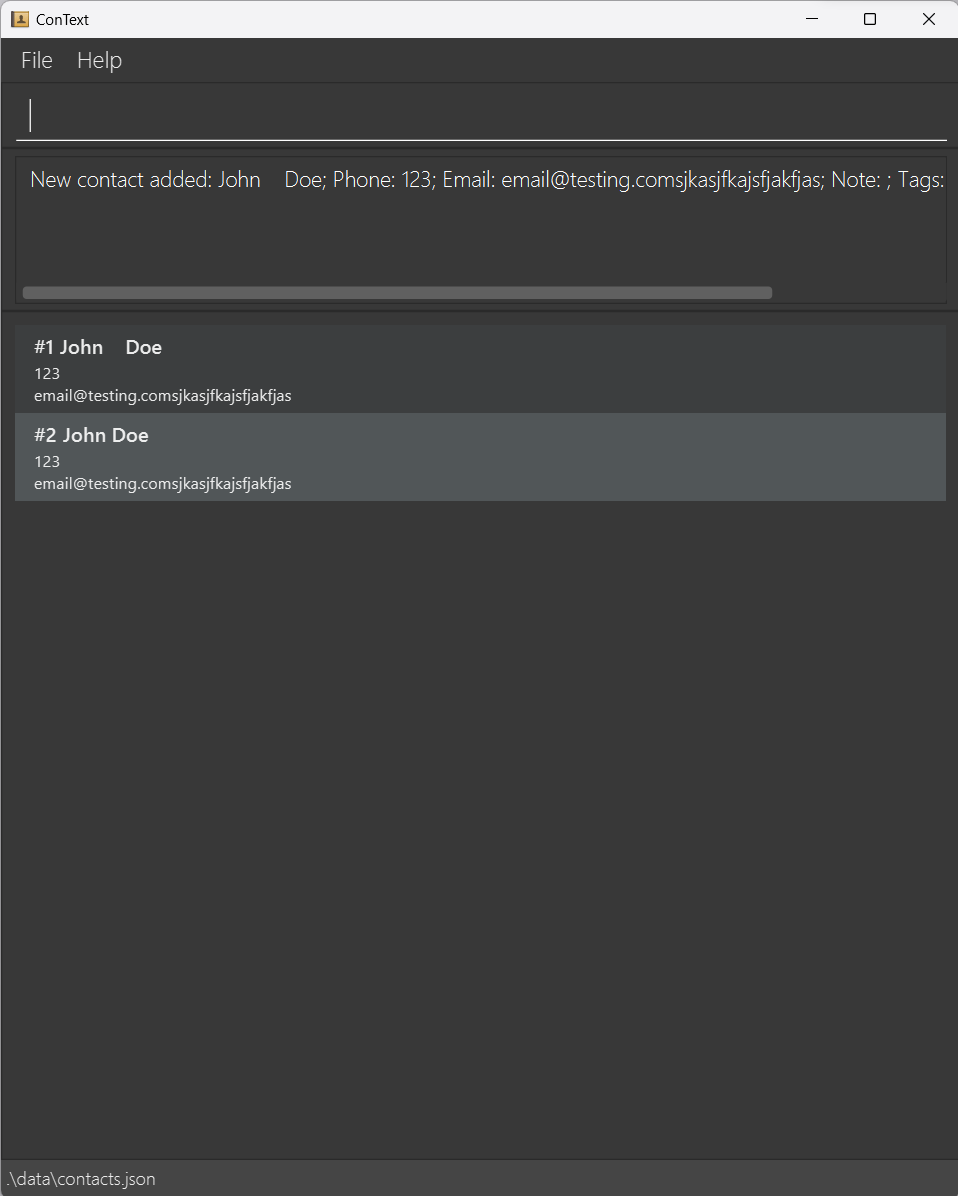 ConText
File Help
New contact added: John    Doe; Phone: 123; Email: email@testing.comsjkasjfkajsfjakfjas; Note: ; Tags:
#1 John    Doe
123
email@testing.comsjkasjfkajsfjakfjas
#2 John Doe
123
email@testing.comsjkasjfkajsfjakfjas
.\data\contacts.json